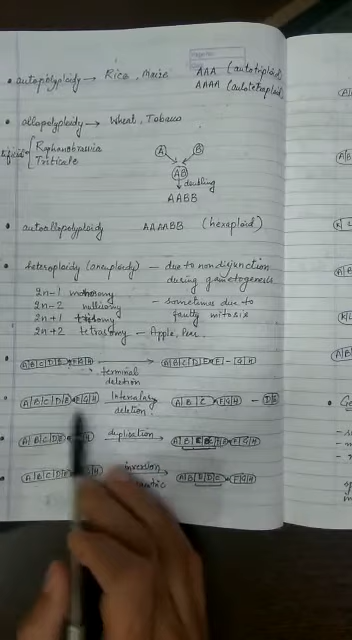 • autopolyploidy → Rice, Maize AAA (autotriploid)
AAAA (autotetraploid)
• allopolyploidy → Wheat, Tobacco
Raphanobrassica
Triticale
A B
AB
doubling
AABB
• autoallopolyploidy AAAABB (hexaploid)
• heteroploidy (aneuploidy) – due to nondisjunction
during gametogenesis
2n-1 monosomy – sometimes due to
2n-2 nullisomy faulty mitosis
2n+1 trisomy
2n+2 tetrasomy – Apple, Pear
• A B C D E F G H → A B C D E F - G H
terminal
deletion
• A B C D E F G H Intercalary → A B C F G H - D E
deletion
• A B C D E H duplication → A B F G H
• A B C D E H inversion → A B F G H